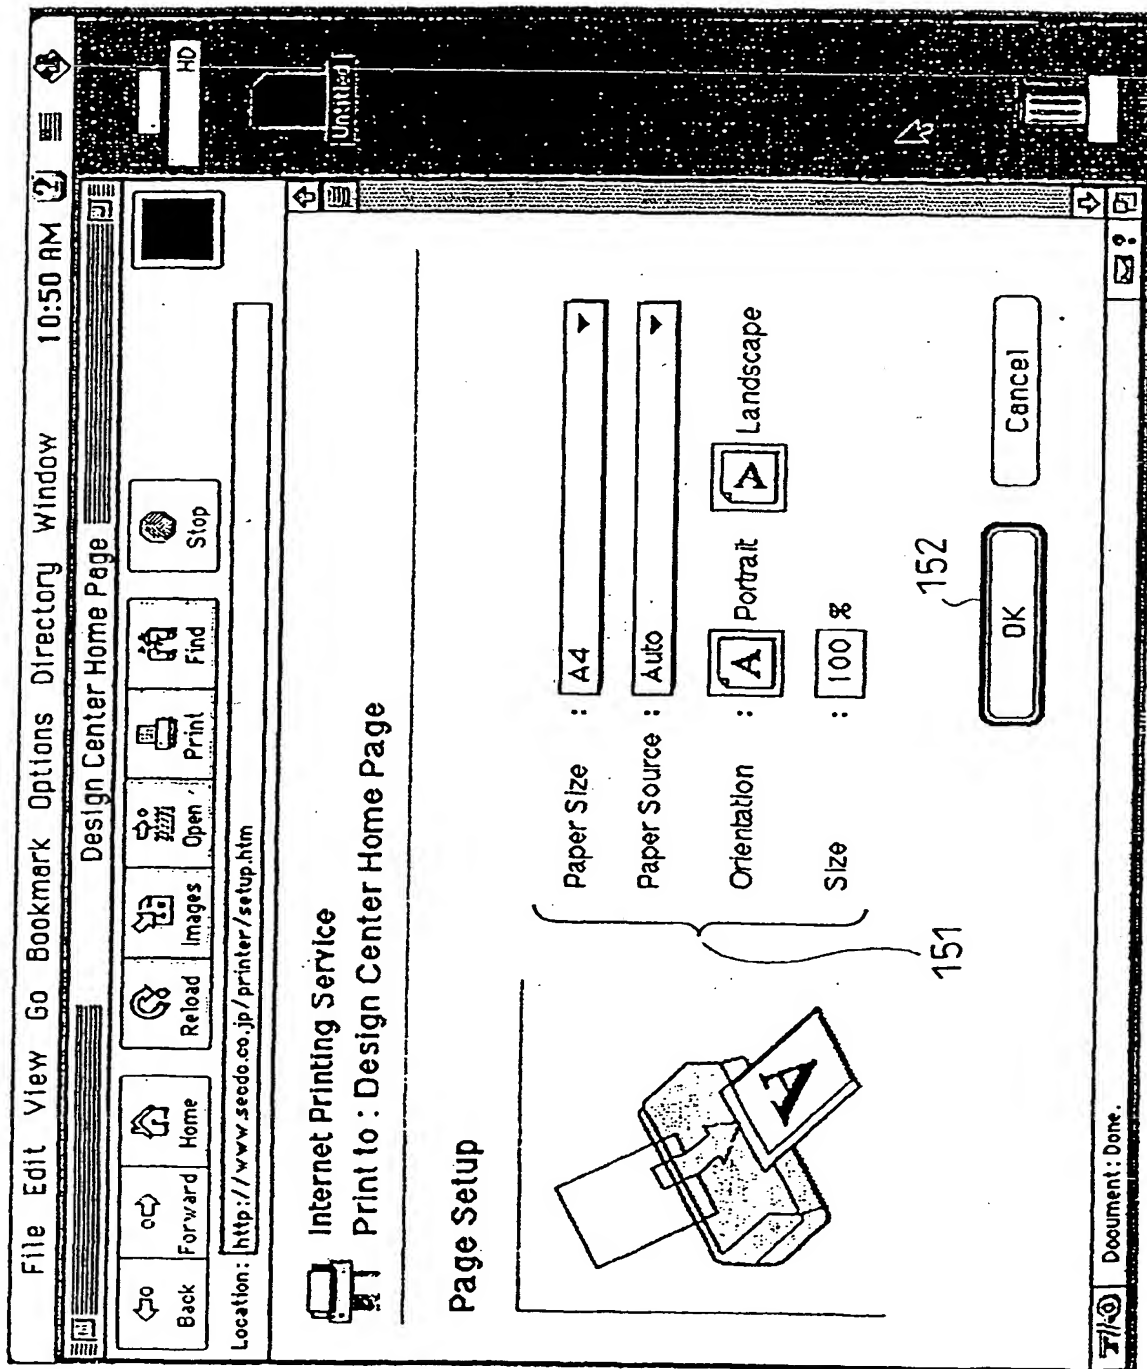 File Edit View Go Bookmark Options Directory Window 10:50 AM
Design Center Home Page
HD
Back Forward Home Reload Images Open Print Find Stop
Location: http://www.secdo.co.jp/printer/setup.htm
Untitled
Internet Printing Service
Print to : Design Center Home Page
Page Setup
Paper Size : A4
Paper Source : Auto
Orientation : A Portrait A Landscape
Size : 100 %
A
151
152
OK Cancel
Document:Done.
?